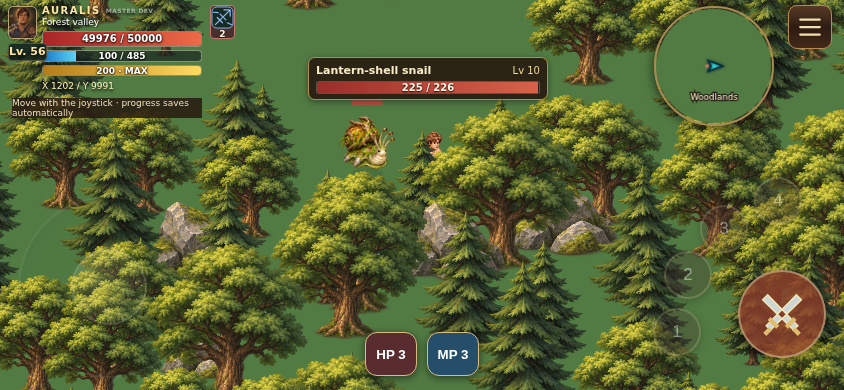 AURALIS MASTER DEV
Forest valley
49976 / 50000
Lv. 56
100 / 485
200 · MAX
X 1202 / Y 9991
Move with the joystick · progress saves
automatically
2
Lantern-shell snail Lv 10
225 / 226
Woodlands
4
3
2
1
HP 3
MP 3